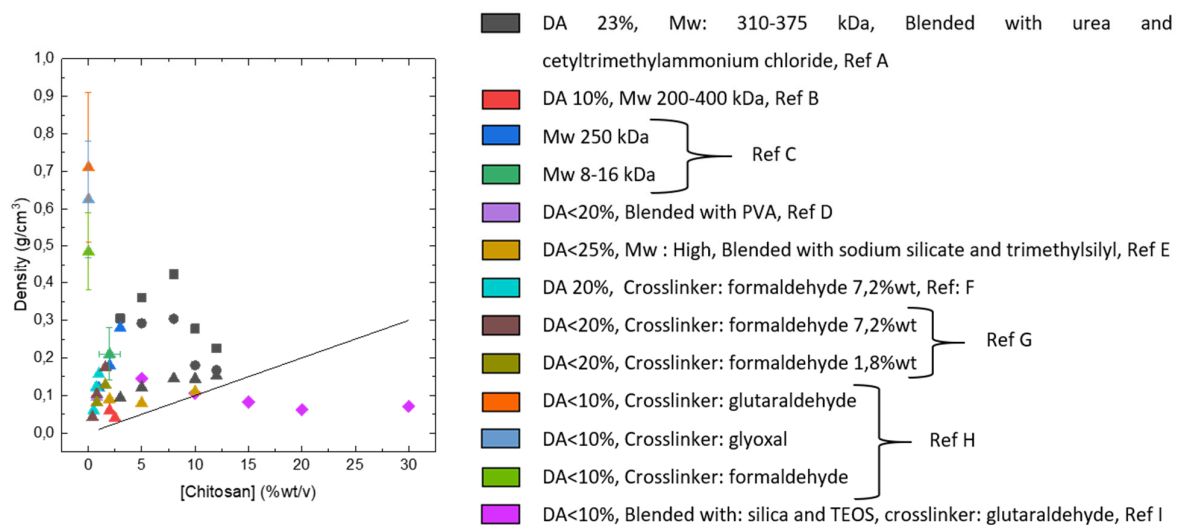 DA 23%, Mw: 310-375 kDa, Blended with urea and
cetyltrimethylammonium chloride, Ref A
DA 10%, Mw 200-400 kDa, Ref B
Mw 250 kDa
Ref C
Mw 8-16 kDa
DA<20%, Blended with PVA, Ref D
DA<25%, Mw : High, Blended with sodium silicate and trimethylsilyl, Ref E
DA 20%, Crosslinker: formaldehyde 7,2%wt, Ref: F
DA<20%, Crosslinker: formaldehyde 7,2%wt
Ref G
DA<20%, Crosslinker: formaldehyde 1,8%wt
DA<10%, Crosslinker: glutaraldehyde
DA<10%, Crosslinker: glyoxal
Ref H
DA<10%, Crosslinker: formaldehyde
DA<10%, Blended with: silica and TEOS, crosslinker: glutaraldehyde, Ref I
Density (g/cm³)
1,0
0,9
0,8
0,7
0,6
0,5
0,4
0,3
0,2
0,1
0,0
0 5 10 15 20 25 30
[Chitosan] (%wt/v)